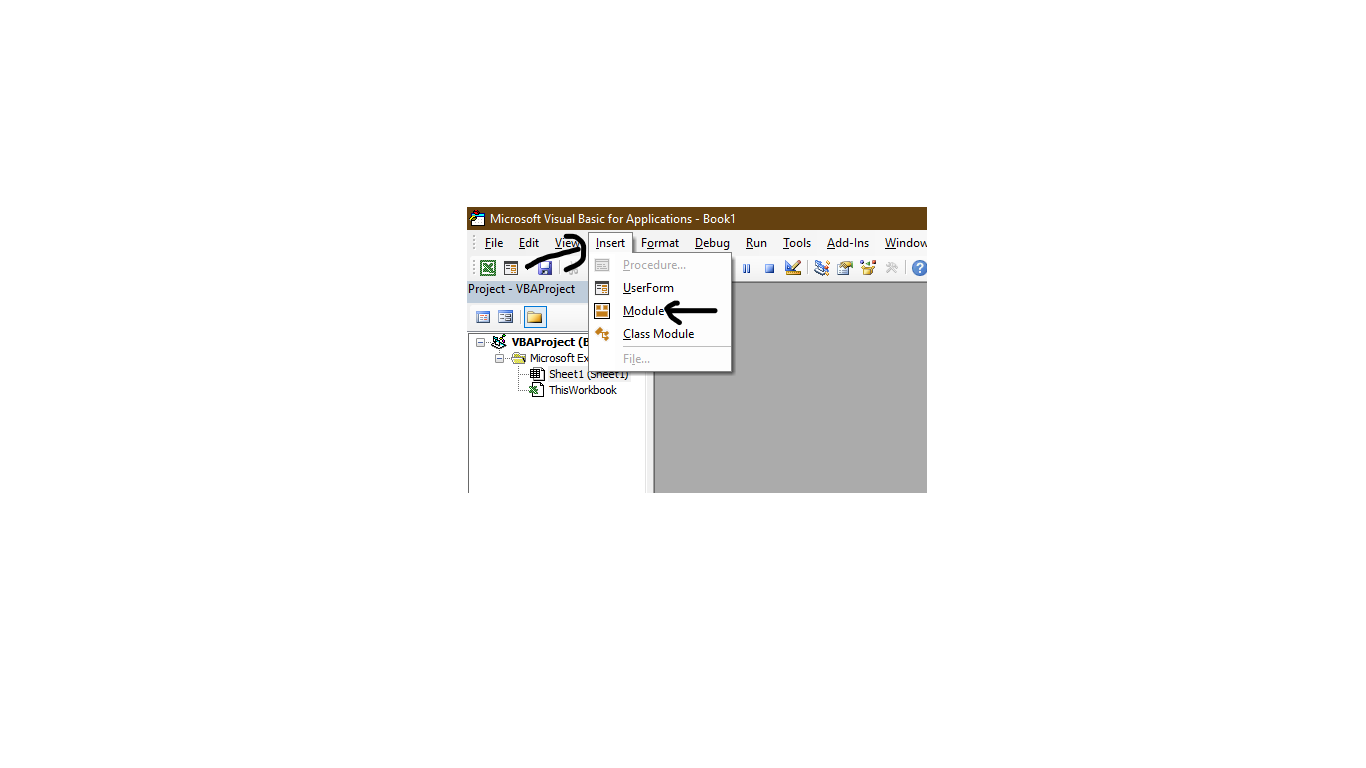 Microsoft Visual Basic for Applications - Book1
File Edit View Insert Format Debug Run Tools Add-Ins Window
Procedure...
Project - VBAProject
UserForm
Module
Class Module
VBAProject (B
Microsoft Ex
File...
Sheet1 (Sheet1)
ThisWorkbook